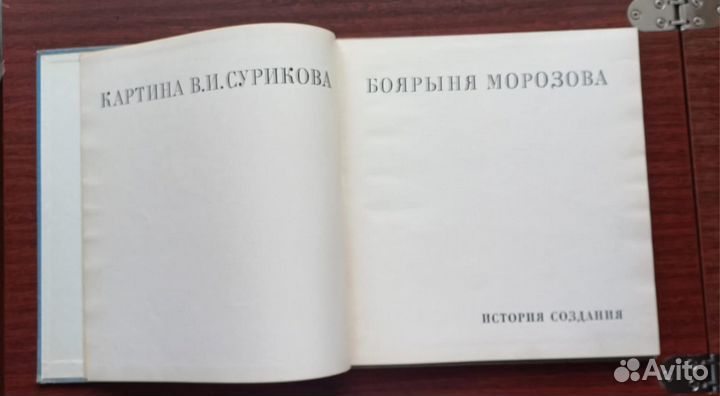 КАРТИНА В.И.СУРИКОВА
БОЯРЫНЯ МОРОЗОВА
ИСТОРИЯ СОЗДАНИЯ
Avito